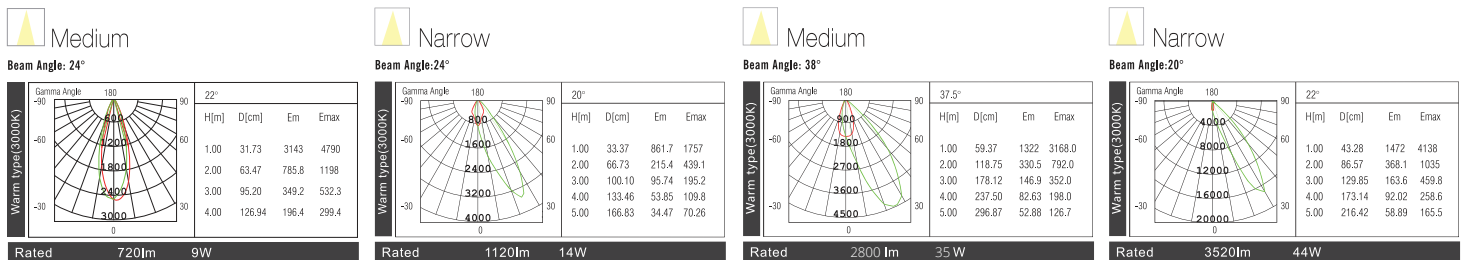 Medium
Beam Angle: 24°
Warm type(3000K)
Gamma Angle 180
-90 90
-60 60
-30 30
0
600
1200
1800
2400
3000
22°
H[m] D[cm] Em Emax
1.00 31.73 3143 4790
2.00 63.47 785.8 1198
3.00 95.20 349.2 532.3
4.00 126.94 196.4 299.4
Rated 720lm 9W
Narrow
Beam Angle:24°
Warm type(3000K)
Gamma Angle 180
-90 90
-60 60
-30 30
0
800
1600
2400
3200
4000
20°
H[m] D[cm] Em Emax
1.00 33.37 861.7 1757
2.00 66.73 215.4 439.1
3.00 100.10 95.74 195.2
4.00 133.46 53.85 109.8
5.00 166.83 34.47 70.26
Rated 1120lm 14W
Medium
Beam Angle: 38°
Warm type(3000K)
Gamma Angle 180
-90 90
-60 60
-30 30
0
900
1800
2700
3600
4500
37.5°
H[m] D[cm] Em Emax
1.00 59.37 1322 3168.0
2.00 118.75 330.5 792.0
3.00 178.12 146.9 352.0
4.00 237.50 82.63 198.0
5.00 296.87 52.88 126.7
Rated 2800 lm 35 W
Narrow
Beam Angle:20°
Warm type(3000K)
Gamma Angle 180
-90 90
-60 60
-30 30
0
4000
8000
12000
16000
20000
22°
H[m] D[cm] Em Emax
1.00 43.28 1472 4138
2.00 86.57 368.1 1035
3.00 129.85 163.6 459.8
4.00 173.14 92.02 258.6
5.00 216.42 58.89 165.5
Rated 3520lm 44W